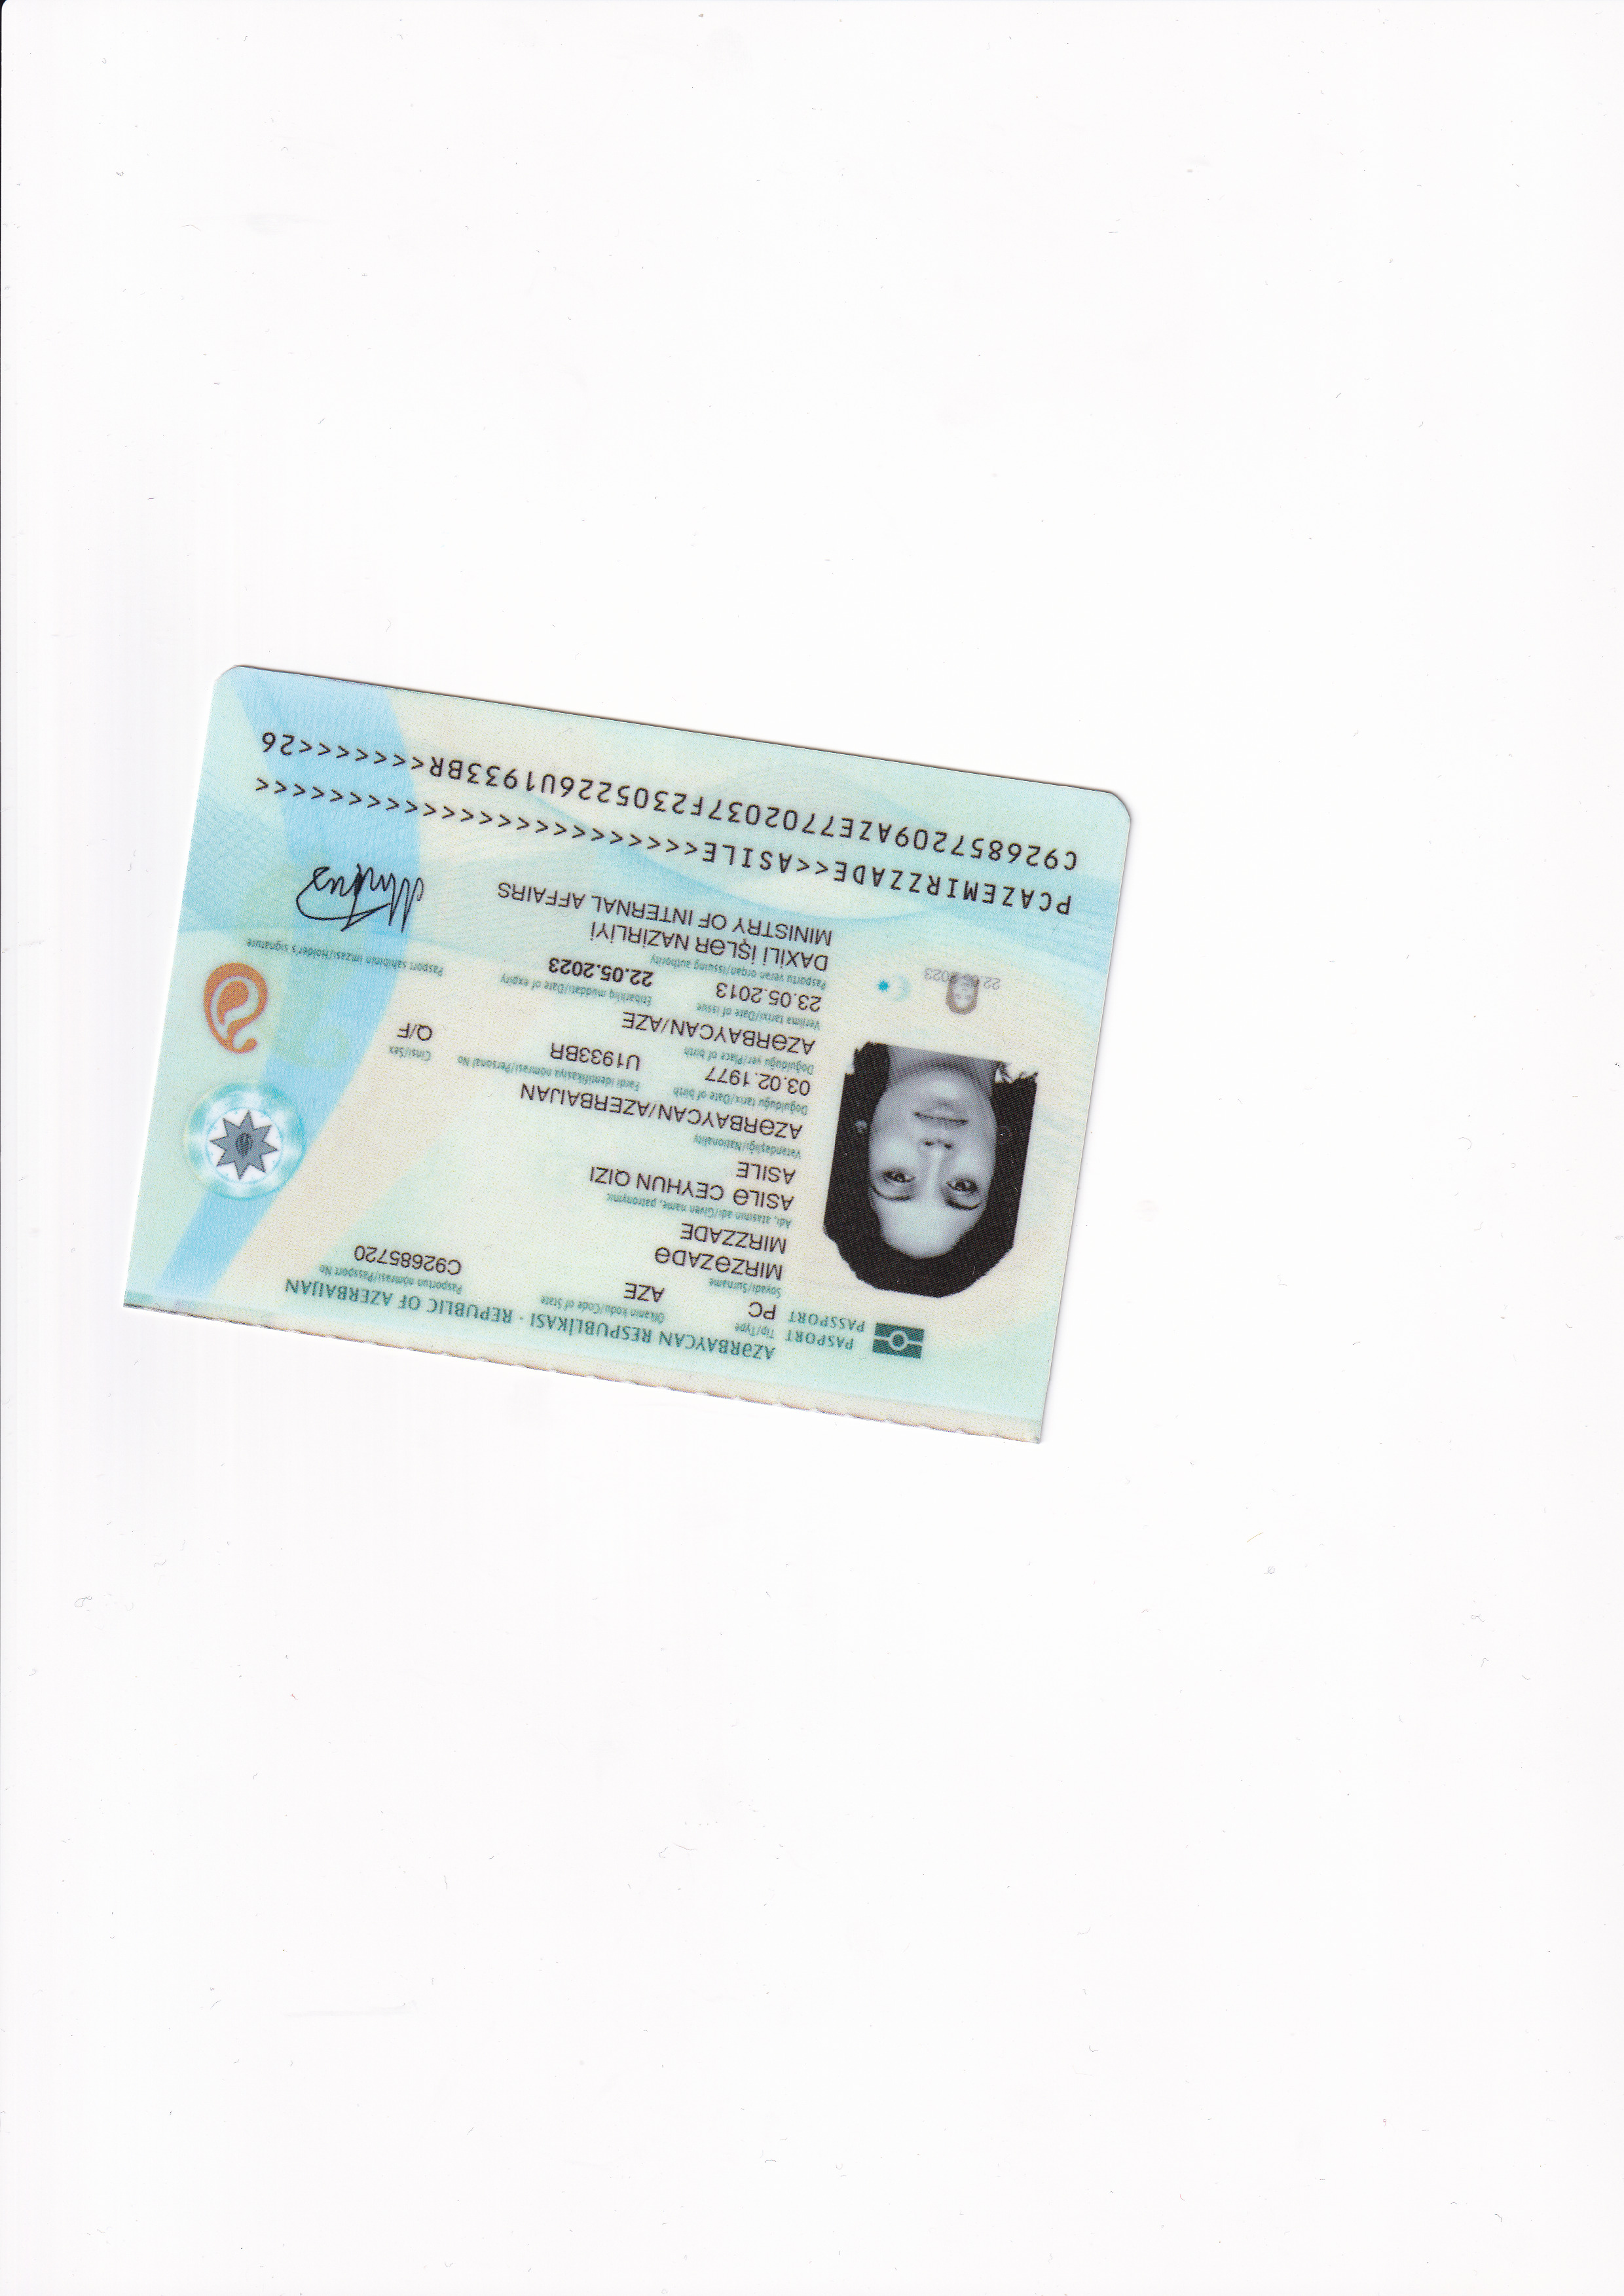 AZƏRBAYCAN RESPUBLİKASI · REPUBLIC OF AZERBAIJAN
PASPORT
PASSPORT
Tip/Type
PC
Ölkənin kodu/Code of State
AZE
Pasportun nömrəsi/Passport No
C92685720
Soyadı/Surname
MIRZƏZADƏ
MIRZZADE
Adı, atasının adı/Given name, patronymic
ASILƏ CEYHUN QIZI
ASILE
Vətəndaşlığı/Nationality
AZƏRBAYCAN/AZERBAIJAN
Doğulduğu tarix/Date of birth
03.02.1977
Fərdi identifikasiya nömrəsi/Personal No
U1933BR
Cinsi/Sex
Q/F
Doğulduğu yer/Place of birth
AZƏRBAYCAN/AZE
Verilmə tarixi/Date of issue
23.05.2013
Etibarlılıq müddəti/Date of expiry
22.05.2023
Pasportu verən orqan/Issuing authority
DAXİLİ İŞLƏR NAZİRLİYİ
MINISTRY OF INTERNAL AFFAIRS
Pasport sahibinin imzası/Holder's signature
22.05.2023
PCAZEMIRZZADE<<ASILE<<<<<<<<<<<<<<<<<<<<<<<<
C926857209AZE7702037F2305226U1933BR<<<<<<<26